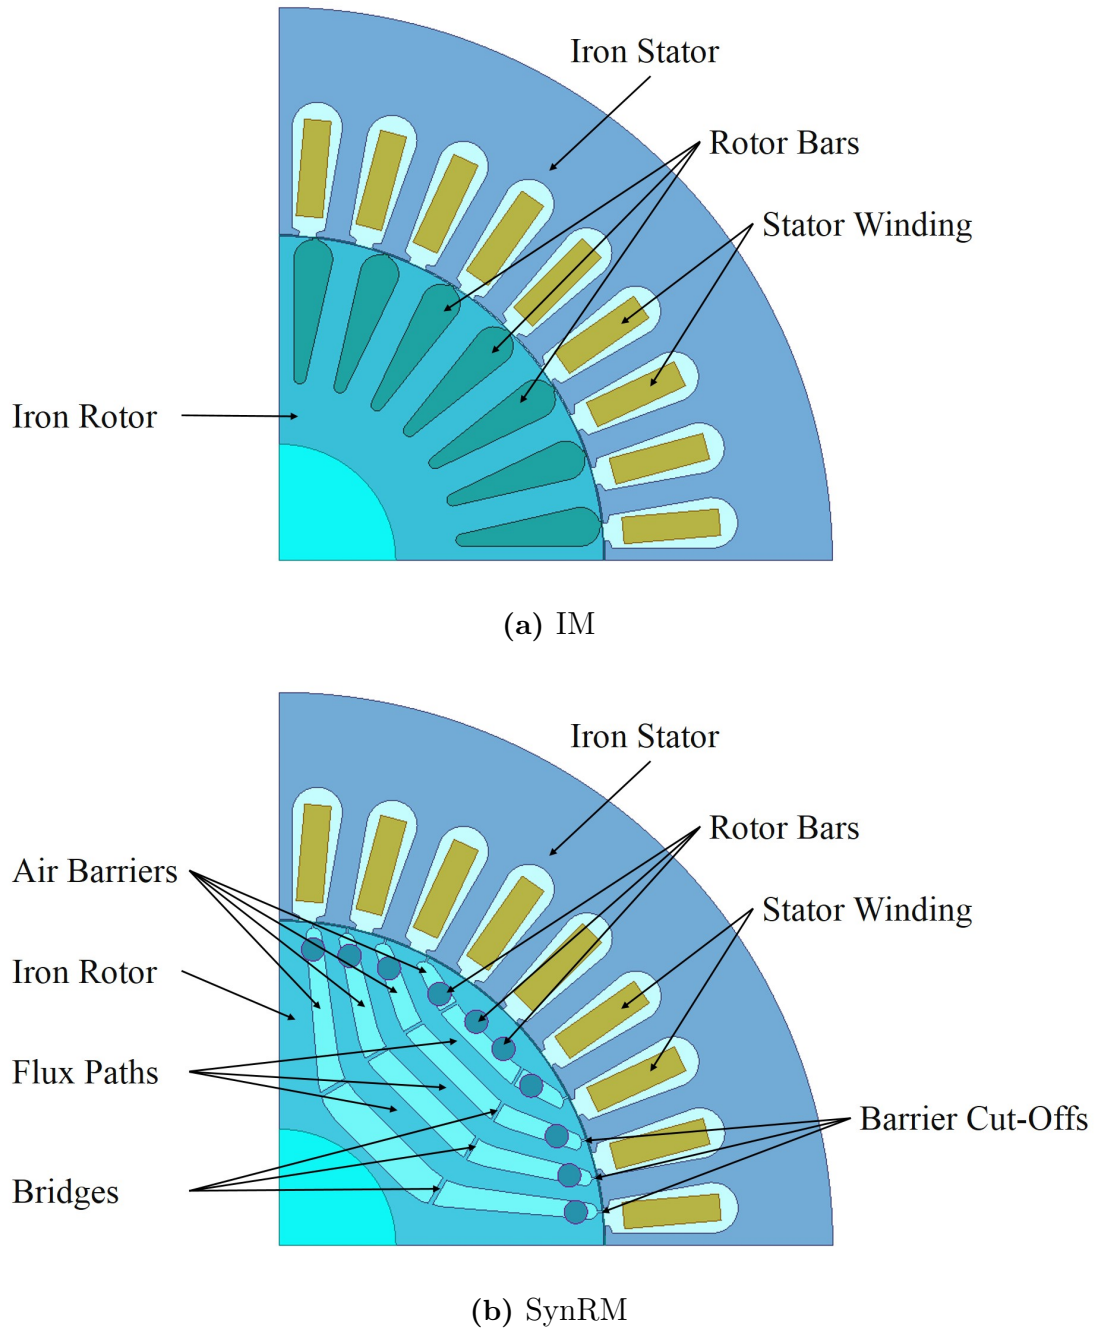 Iron Stator
Rotor Bars
Stator Winding
Iron Rotor
(a) IM
Iron Stator
Rotor Bars
Air Barriers
Stator Winding
Iron Rotor
Flux Paths
Barrier Cut-Offs
Bridges
(b) SynRM